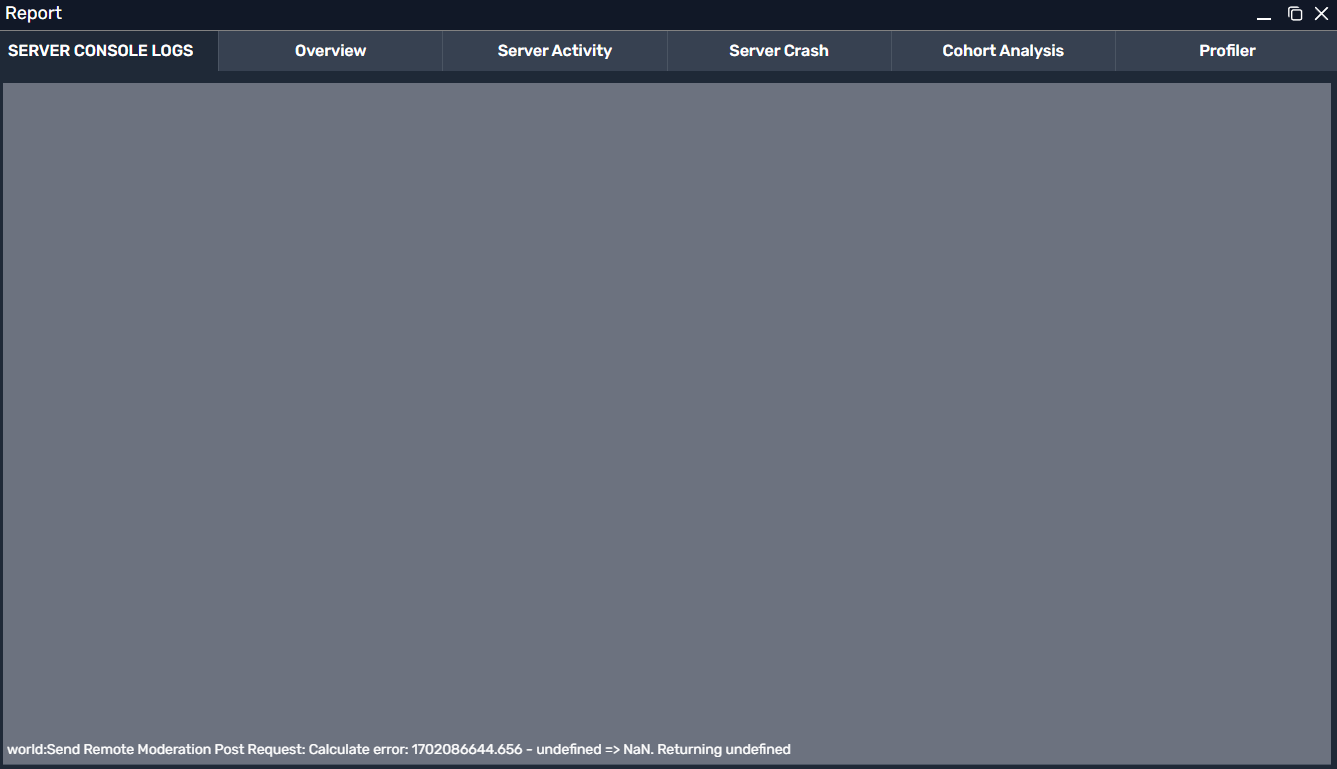 Report
SERVER CONSOLE LOGS
Overview
Server Activity
Server Crash
Cohort Analysis
Profiler
world:Send Remote Moderation Post Request: Calculate error: 1702086644.656 - undefined => NaN. Returning undefined